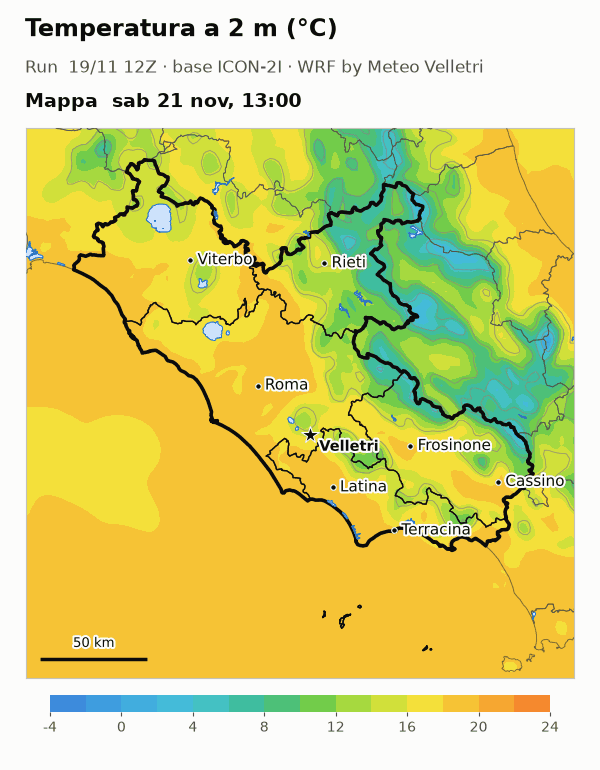 Temperatura a 2 m (°C)
Run  19/11 12Z · base ICON-2I · WRF by Meteo Velletri
Mappa  sab 21 nov, 13:00
Viterbo
Rieti
Roma
Velletri
Frosinone
Cassino
Latina
Terracina
50 km
-4 0 4 8 12 16 20 24